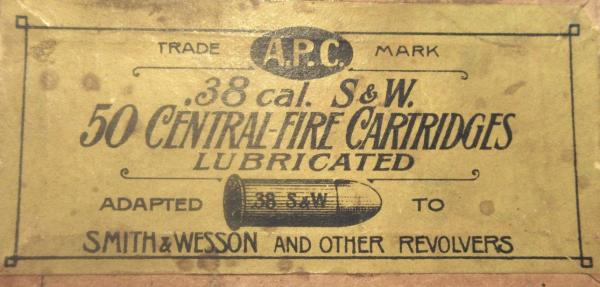 TRADE A.P.C. MARK
.38 cal. S&W.
50 CENTRAL-FIRE CARTRIDGES
LUBRICATED
ADAPTED .38 S&W TO
SMITH & WESSON AND OTHER REVOLVERS